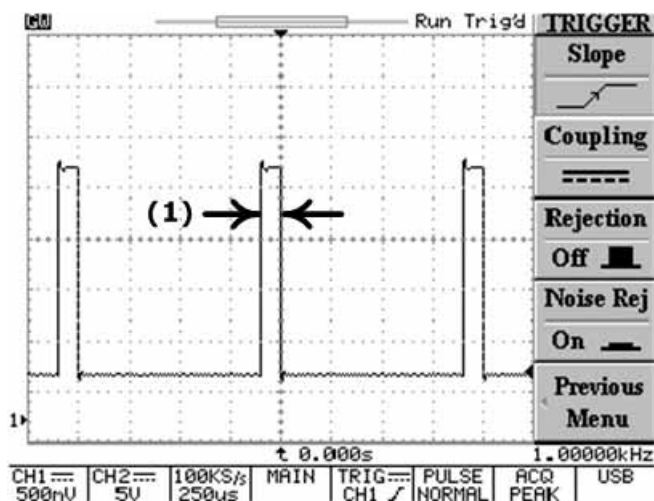 GW Run Trig'd TRIGGER
Slope
Coupling
(1)
Rejection
Off
Noise Rej
On
Previous
Menu
1
t 0.000s 1.00000kHz
CH1 CH2 100KS/s MAIN TRIG PULSE ACQ USB
500mV 5V 250us CH1 NORMAL PEAK